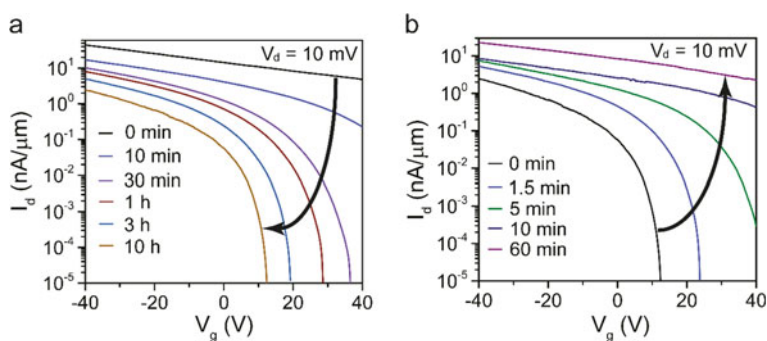 a
V_d = 10 mV
I_d (nA/μm)
10^1
10^0
10^-1
10^-2
10^-3
10^-4
10^-5
0 min
10 min
30 min
1 h
3 h
10 h
-40
-20
0
20
40
V_g (V)
b
V_d = 10 mV
I_d (nA/μm)
10^1
10^0
10^-1
10^-2
10^-3
10^-4
10^-5
0 min
1.5 min
5 min
10 min
60 min
-40
-20
0
20
40
V_g (V)